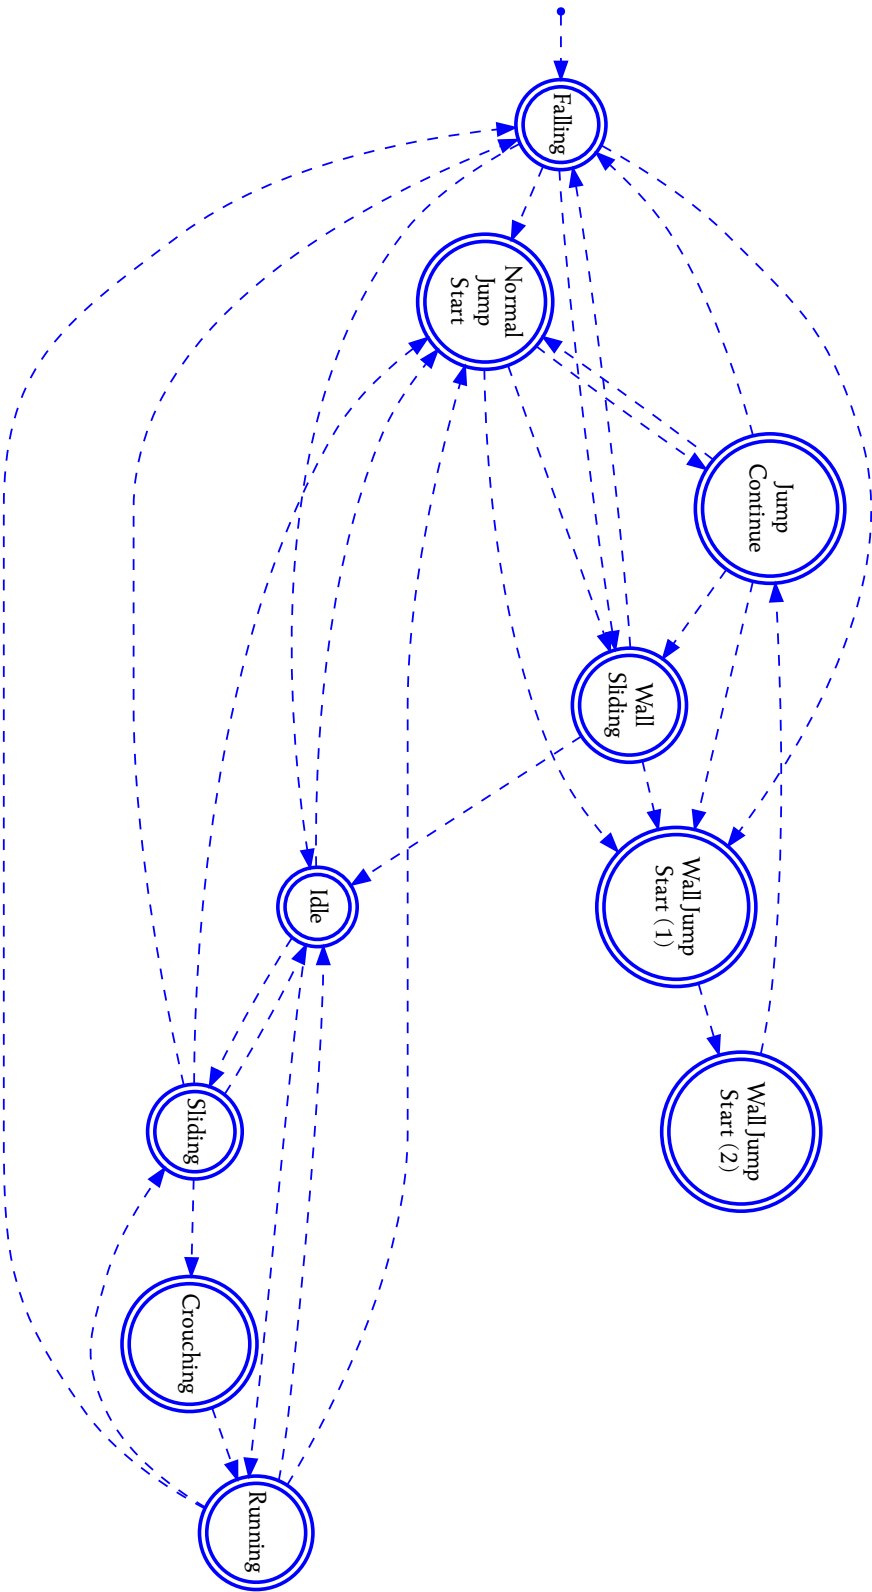 Falling
Normal
Jump
Start
Jump
Continue
Wall
Sliding
Wall Jump
Start (1)
Idle
Wall Jump
Start (2)
Sliding
Crouching
Running